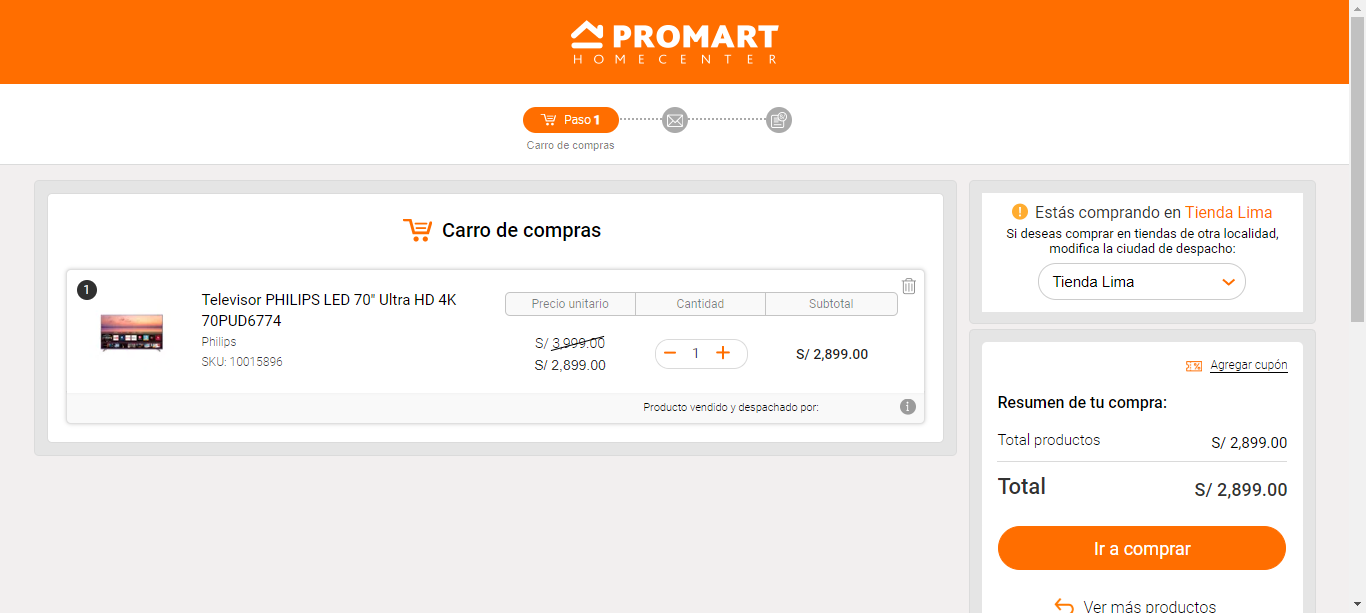 PROMART
HOMECENTER
Paso 1
Carro de compras
Carro de compras
1
Televisor PHILIPS LED 70" Ultra HD 4K
70PUD6774
Philips
SKU: 10015896
Precio unitario Cantidad Subtotal
S/ 3,999.00
S/ 2,899.00
1
S/ 2,899.00
Producto vendido y despachado por:
Estás comprando en Tienda Lima
Si deseas comprar en tiendas de otra localidad,
modifica la ciudad de despacho:
Tienda Lima
Agregar cupón
Resumen de tu compra:
Total productos S/ 2,899.00
Total S/ 2,899.00
Ir a comprar
Ver más productos